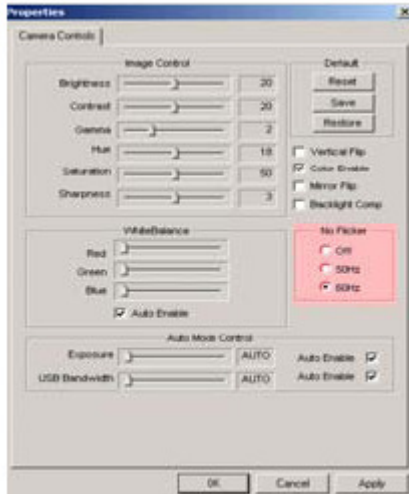 Properties
Camera Controls
Image Control
Brightness 20
Contrast 20
Gamma 2
Hue 18
Saturation 50
Sharpness 3
Default
Reset
Save
Restore
Vertical Flip
Color Enable
Mirror Flip
Backlight Comp
WhiteBalance
Red
Green
Blue
Auto Enable
No Flicker
Off
50Hz
60Hz
Auto Mode Control
Exposure AUTO Auto Enable
USB Bandwidth AUTO Auto Enable
OK Cancel Apply